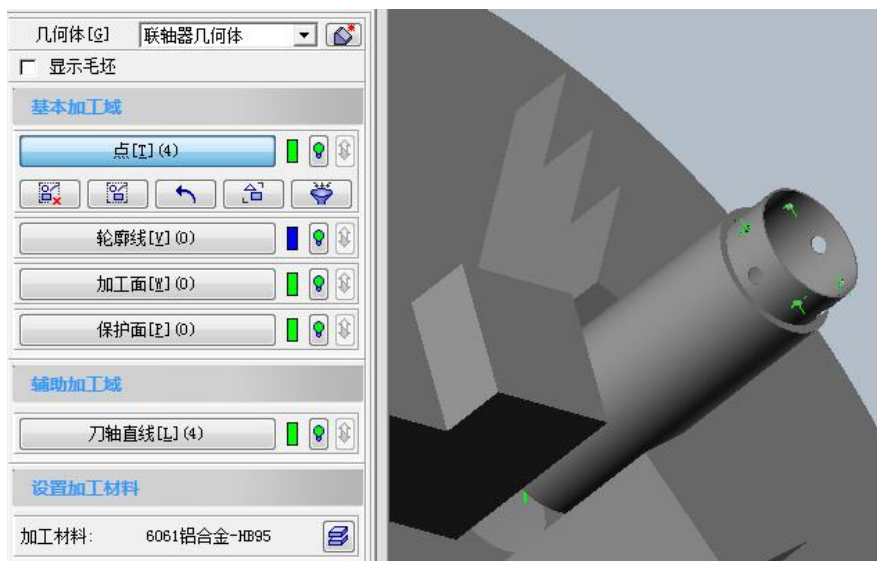 几何体[G] 联轴器几何体
显示毛坯
基本加工域
点[T](4)
轮廓线[V](0)
加工面[W](0)
保护面[P](0)
辅助加工域
刀轴直线[L](4)
设置加工材料
加工材料: 6061铝合金-HB95